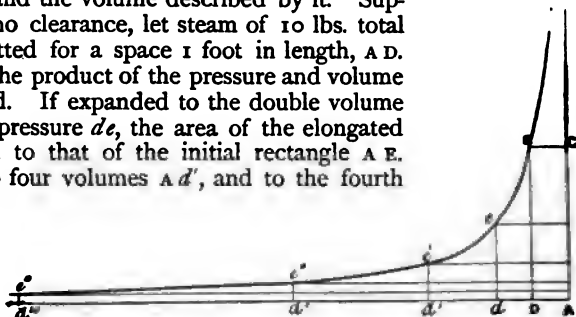 and the volume described by it. Sup-
no clearance, let steam of 10 lbs. total
tted for a space 1 foot in length, A D.
he product of the pressure and volume
d. If expanded to the double volume
pressure de, the area of the elongated
to that of the initial rectangle A E.
four volumes A d′, and to the fourth
C
e
e′
e″
d″
d′
d
D
A